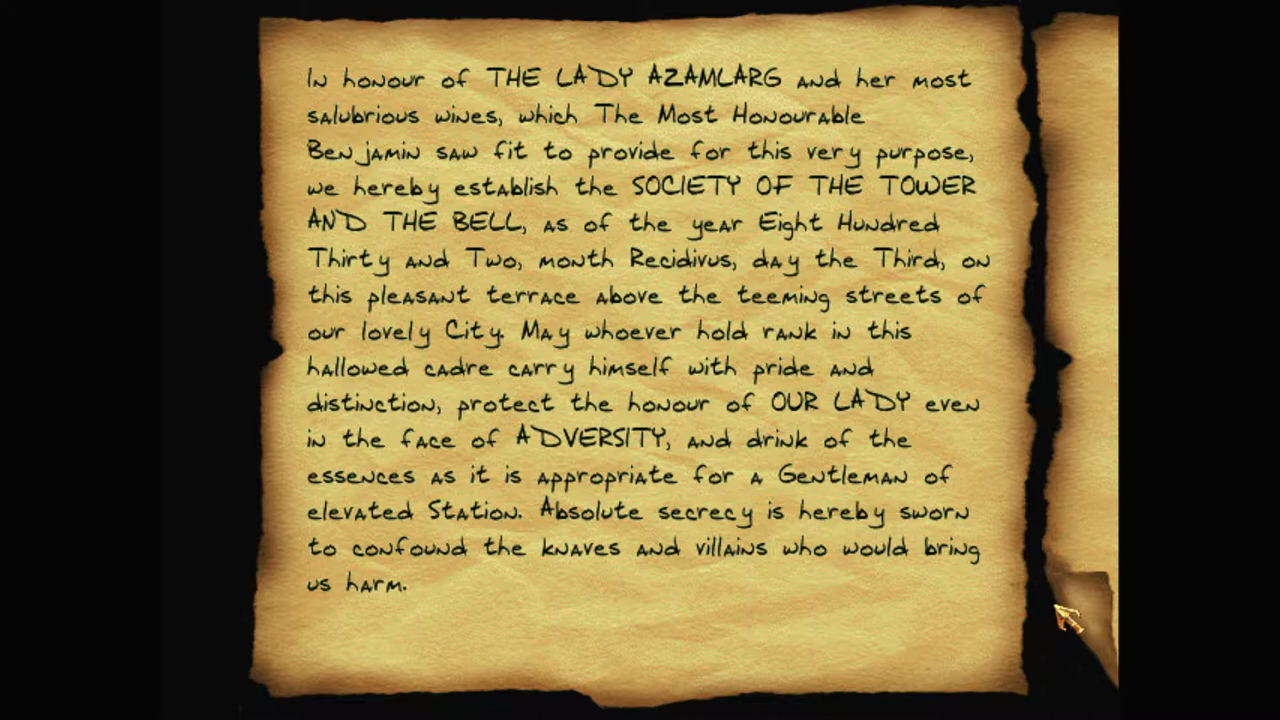 In honour of THE LADY AZAMLARG and her most
salubrious wines, which The Most Honourable
Benjamin saw fit to provide for this very purpose,
we hereby establish the SOCIETY OF THE TOWER
AND THE BELL, as of the year Eight Hundred
Thirty and Two, month Recidivus, day the Third, on
this pleasant terrace above the teeming streets of
our lovely City. May whoever hold rank in this
hallowed cadre carry himself with pride and
distinction, protect the honour of OUR LADY even
in the face of ADVERSITY, and drink of the
essences as it is appropriate for a Gentleman of
elevated Station. Absolute secrecy is hereby sworn
to confound the knaves and villains who would bring
us harm.